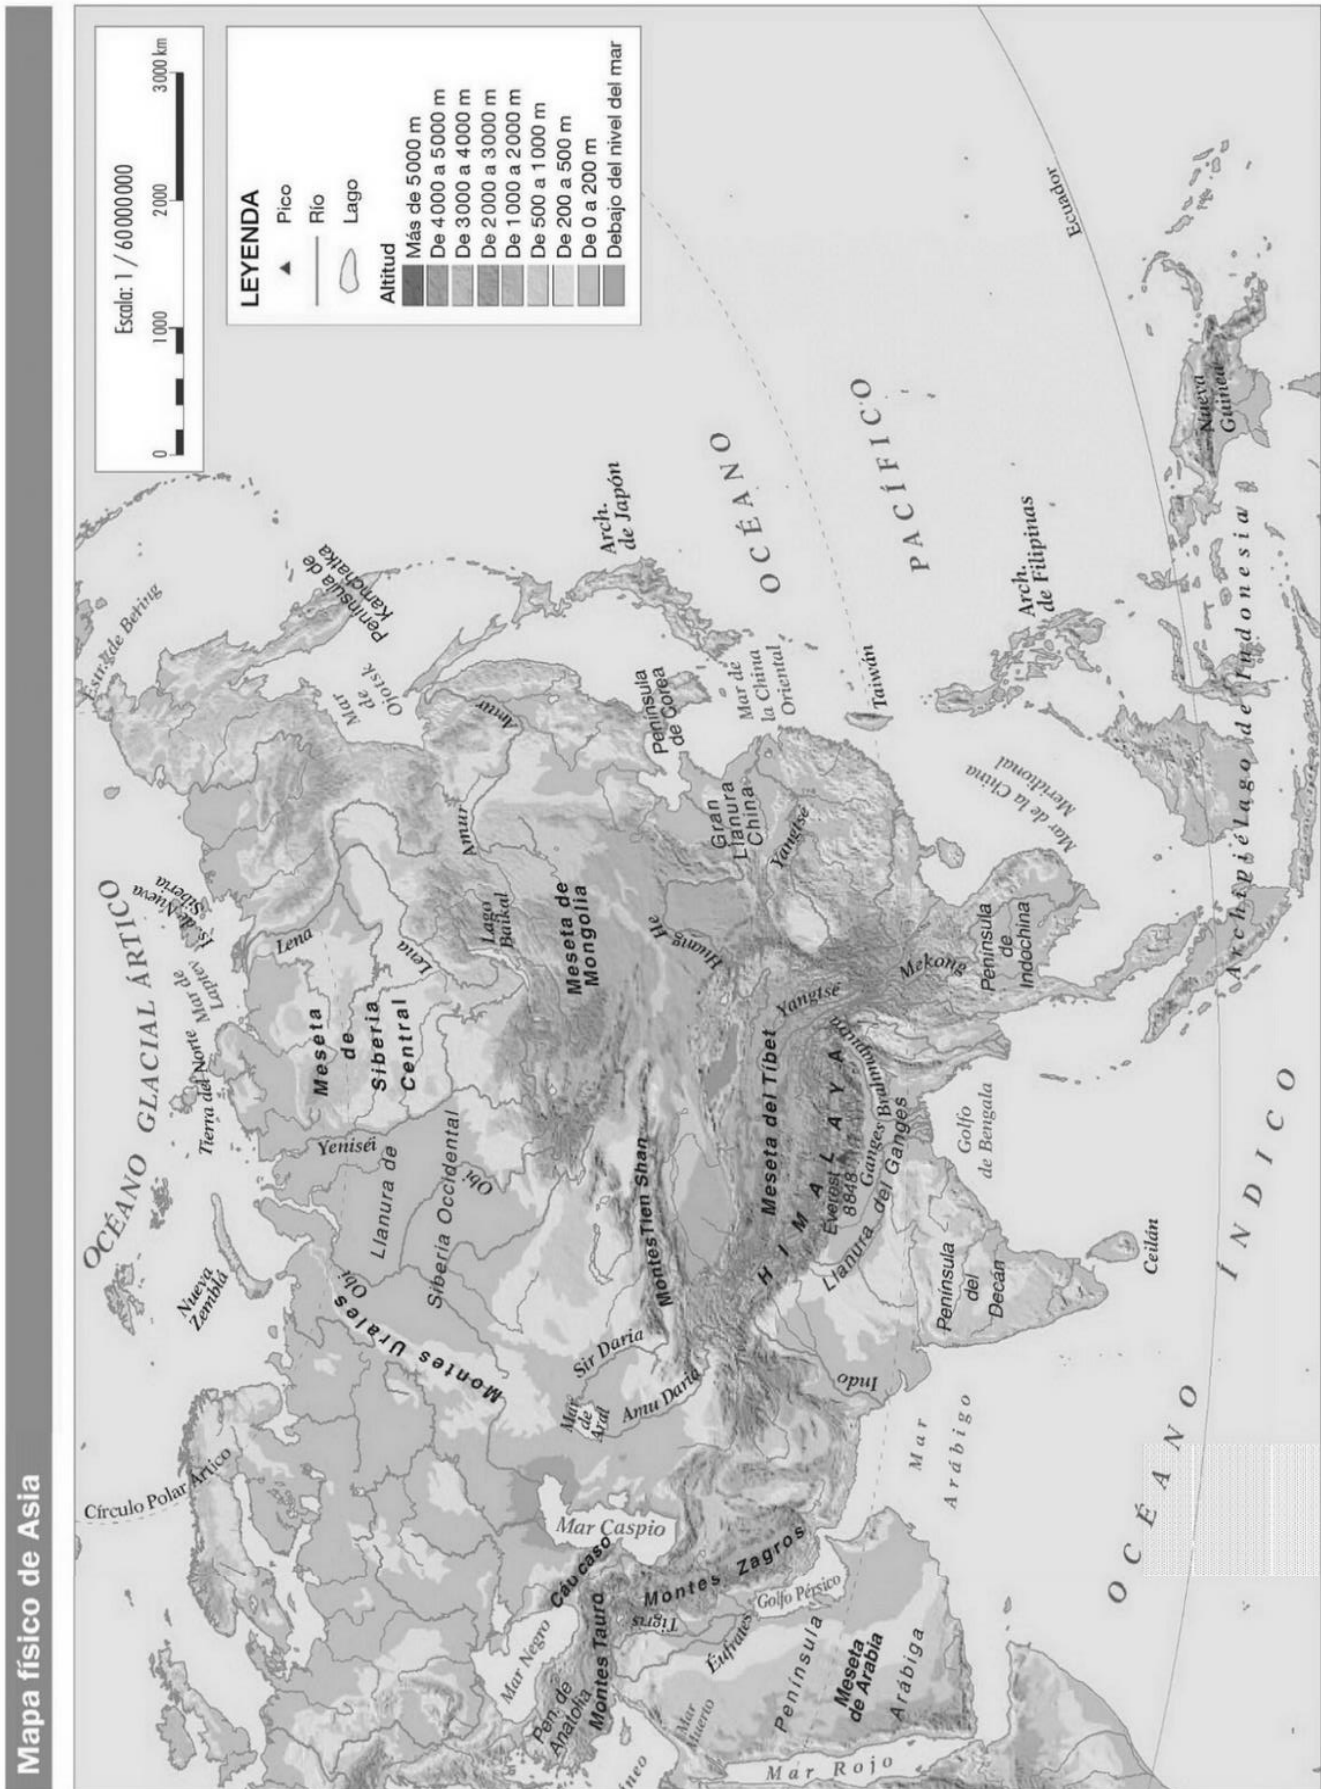 Mapa físico de Asia
Escala: 1 / 60000000
0 1000 2000 3000 km
LEYENDA
Pico
Río
Lago
Altitud
Más de 5000 m
De 4000 a 5000 m
De 3000 a 4000 m
De 2000 a 3000 m
De 1000 a 2000 m
De 500 a 1000 m
De 200 a 500 m
De 0 a 200 m
Debajo del nivel del mar
Círculo Polar Ártico
OCÉANO GLACIAL ÁRTICO
Nueva
Zembla
Tierra del Norte
Mar de
Laptev
Is. de Nueva
Siberia
Estr. de Bering
Península de
Kamchatka
Mar
de
Ojotsk
Montes Urales
Obi
Llanura de
Siberia Occidental
Obi
Yeniséi
Meseta
de
Siberia
Central
Lena
Lena
Lago
Baikal
Amur
Amur
Meseta de
Mongolia
Península
de Corea
Arch.
de Japón
Mar de
la China
Oriental
Taiwán
OCÉANO
PACÍFICO
Ecuador
Gran
Llanura
China
Huang He
Yangtsé
Yangtsé
Mekong
Península
de
Indochina
Mar de la China
Meridional
Arch.
de Filipinas
Archipiélago de Indonesia
Nueva
Guinea
Meseta del Tíbet
Montes Tien Shan
HIMALAYA
Everest
8848
Ganges
Brahmaputra
Llanura del Ganges
Golfo
de Bengala
Península
del
Decán
Ceilán
Indo
Sir Daria
Amu Daria
Mar
de
Aral
Mar Caspio
Cáucaso
Mar Negro
Pen. de
Anatolia
Montes Tauro
Montes Zagros
Tigris
Éufrates
Golfo Pérsico
Mar
Muerto
Península
Arábiga
Meseta
de Arabia
Mar Rojo
Mar
Arábigo
OCÉANO
ÍNDICO